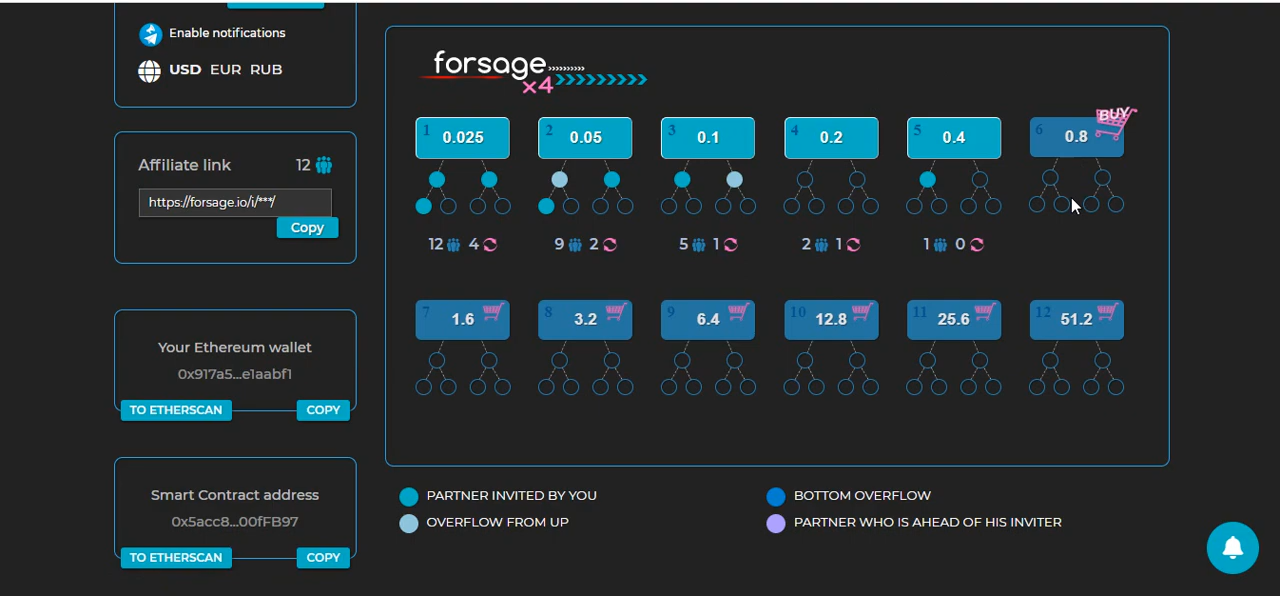 Enable notifications
USD EUR RUB
Affiliate link 12
https://forsage.io/i/***/
Copy
Your Ethereum wallet
0x917a5...e1aabf1
TO ETHERSCAN COPY
Smart Contract address
0x5acc8...00fFB97
TO ETHERSCAN COPY
forsage
x4
BUY
1 0.025 2 0.05 3 0.1 4 0.2 5 0.4 6 0.8
12 4 9 2 5 1 2 1 1 0
7 1.6 8 3.2 9 6.4 10 12.8 11 25.6 12 51.2
PARTNER INVITED BY YOU BOTTOM OVERFLOW
OVERFLOW FROM UP PARTNER WHO IS AHEAD OF HIS INVITER